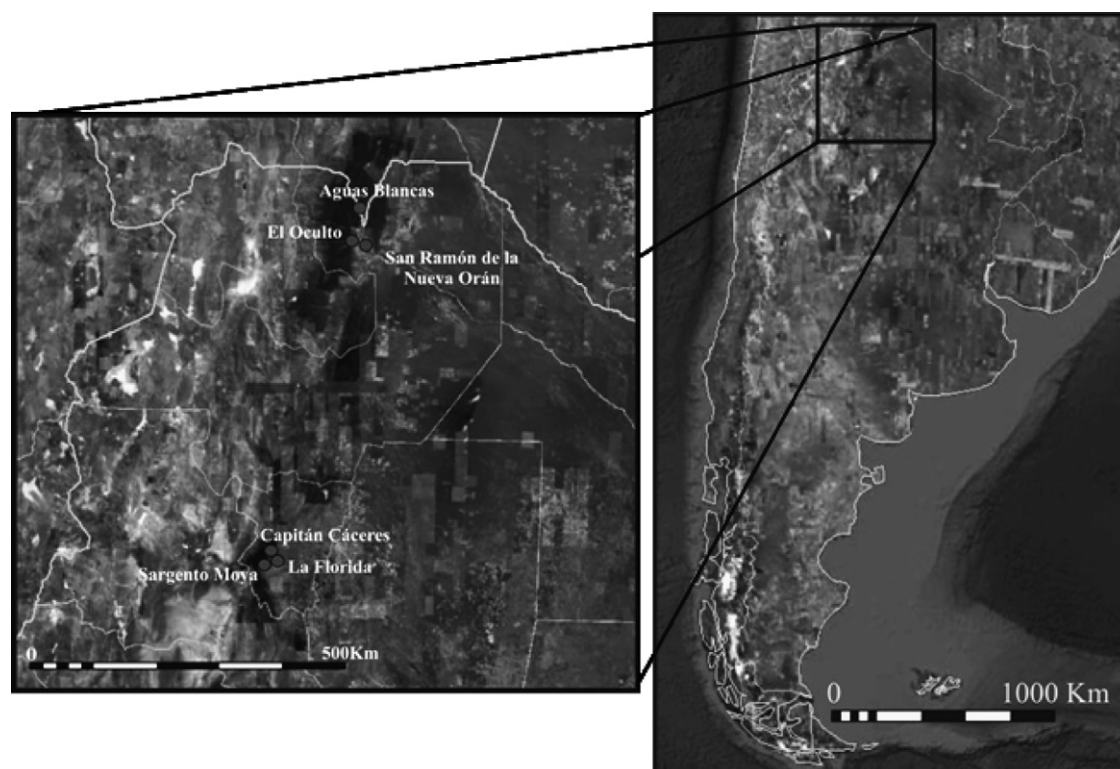 Aguas Blancas
El Oculto
San Ramón de la
Nueva Orán
Capitán Cáceres
La Florida
Sargento Moya
0
500Km
0
1000 Km